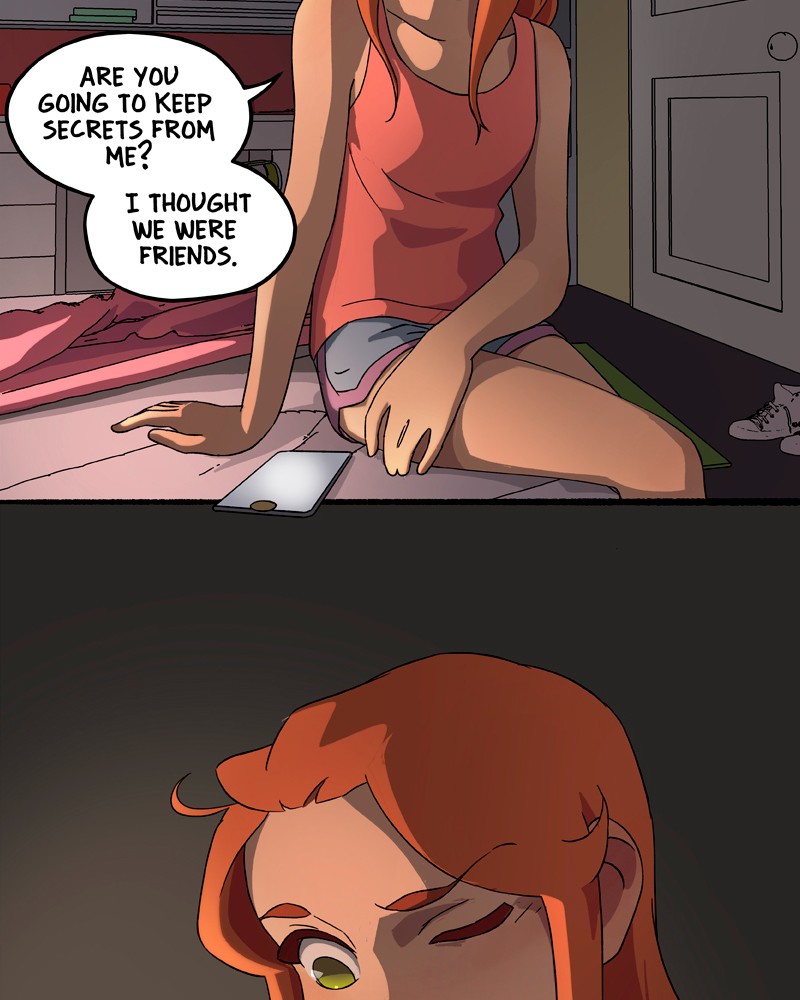 ARE YOU
GOING TO KEEP
SECRETS FROM
ME?
I THOUGHT
WE WERE
FRIENDS.